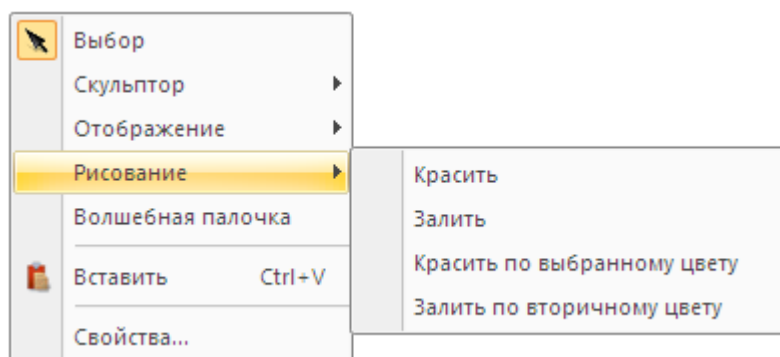 Выбор
Скульптор
Отображение
Рисование
Волшебная палочка
Вставить Ctrl+V
Свойства...
Красить
Залить
Красить по выбранному цвету
Залить по вторичному цвету